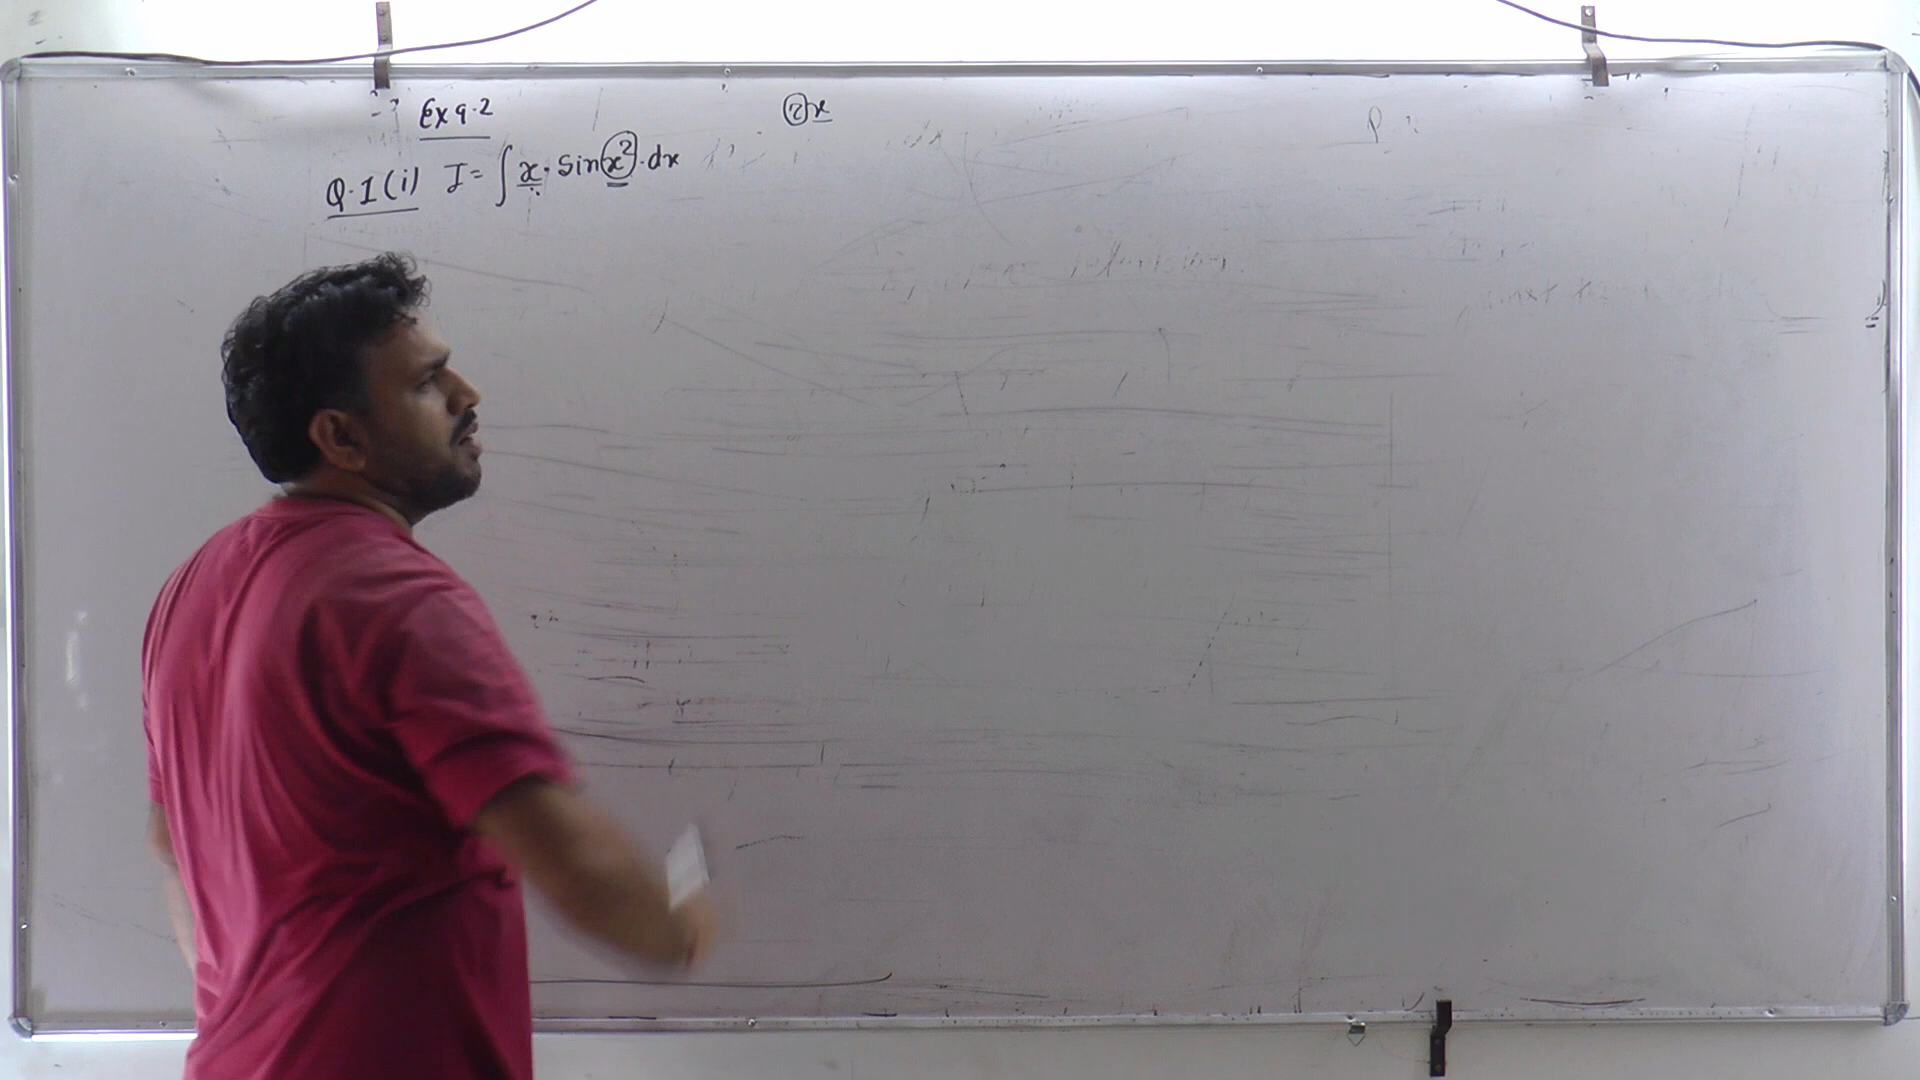 Ex 9.2
②x
Q.1 (i) I = ∫ x. sin(x²).dx